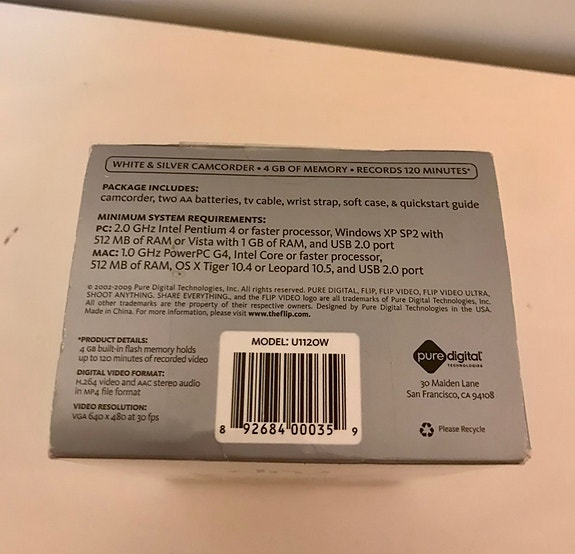 WHITE & SILVER CAMCORDER • 4 GB OF MEMORY • RECORDS 120 MINUTES*
PACKAGE INCLUDES:
camcorder, two AA batteries, tv cable, wrist strap, soft case, & quickstart guide
MINIMUM SYSTEM REQUIREMENTS:
PC: 2.0 GHz Intel Pentium 4 or faster processor, Windows XP SP2 with
512 MB of RAM or Vista with 1 GB of RAM, and USB 2.0 port
MAC: 1.0 GHz PowerPC G4, Intel Core or faster processor,
512 MB of RAM, OS X Tiger 10.4 or Leopard 10.5, and USB 2.0 port
© 2002-2009 Pure Digital Technologies, Inc. All rights reserved. PURE DIGITAL, FLIP, FLIP VIDEO, FLIP VIDEO ULTRA,
SHOOT ANYTHING. SHARE EVERYTHING., and the FLIP VIDEO logo are all trademarks of Pure Digital Technologies, Inc.
All other trademarks are the property of their respective owners. Designed by Pure Digital Technologies in the USA.
Made in China. For more information, please visit www.theflip.com.
*PRODUCT DETAILS:
4 GB built-in flash memory holds
up to 120 minutes of recorded video
DIGITAL VIDEO FORMAT:
H.264 video and AAC stereo audio
in MP4 file format
VIDEO RESOLUTION:
VGA 640 x 480 at 30 fps
MODEL: U1120W
8 92684 00035 9
pure digital
TECHNOLOGIES
30 Maiden Lane
San Francisco, CA 94108
Please Recycle